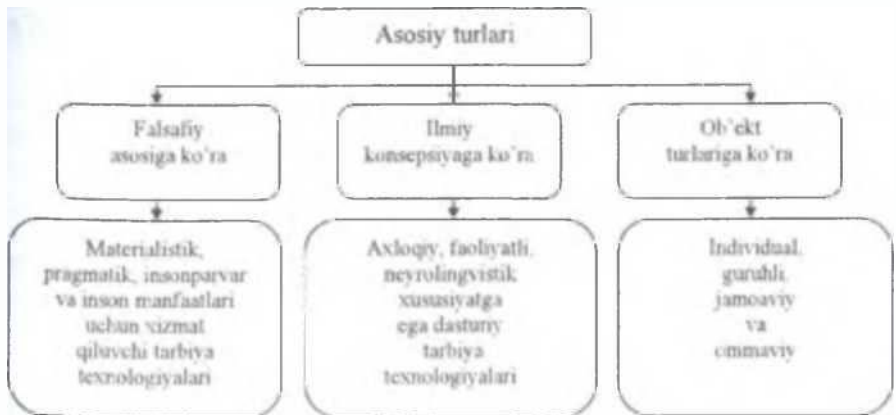 Asosiy turlari
Falsafiy
asosiga ko'ra
Ilmiy
konsepsiyaga ko'ra
Ob'ekt
turlariga ko'ra
Materialistik,
pragmatik, insonparvar
va inson manfaatlari
uchun xizmat
qiluvchi tarbiya
texnologiyalari
Axloqiy, faoliyatli,
neyrolingvistik
xususiyatga
ega dasturiy
tarbiya
texnologiyalari
Individual,
guruhli,
jamoaviy
va
ommaviy